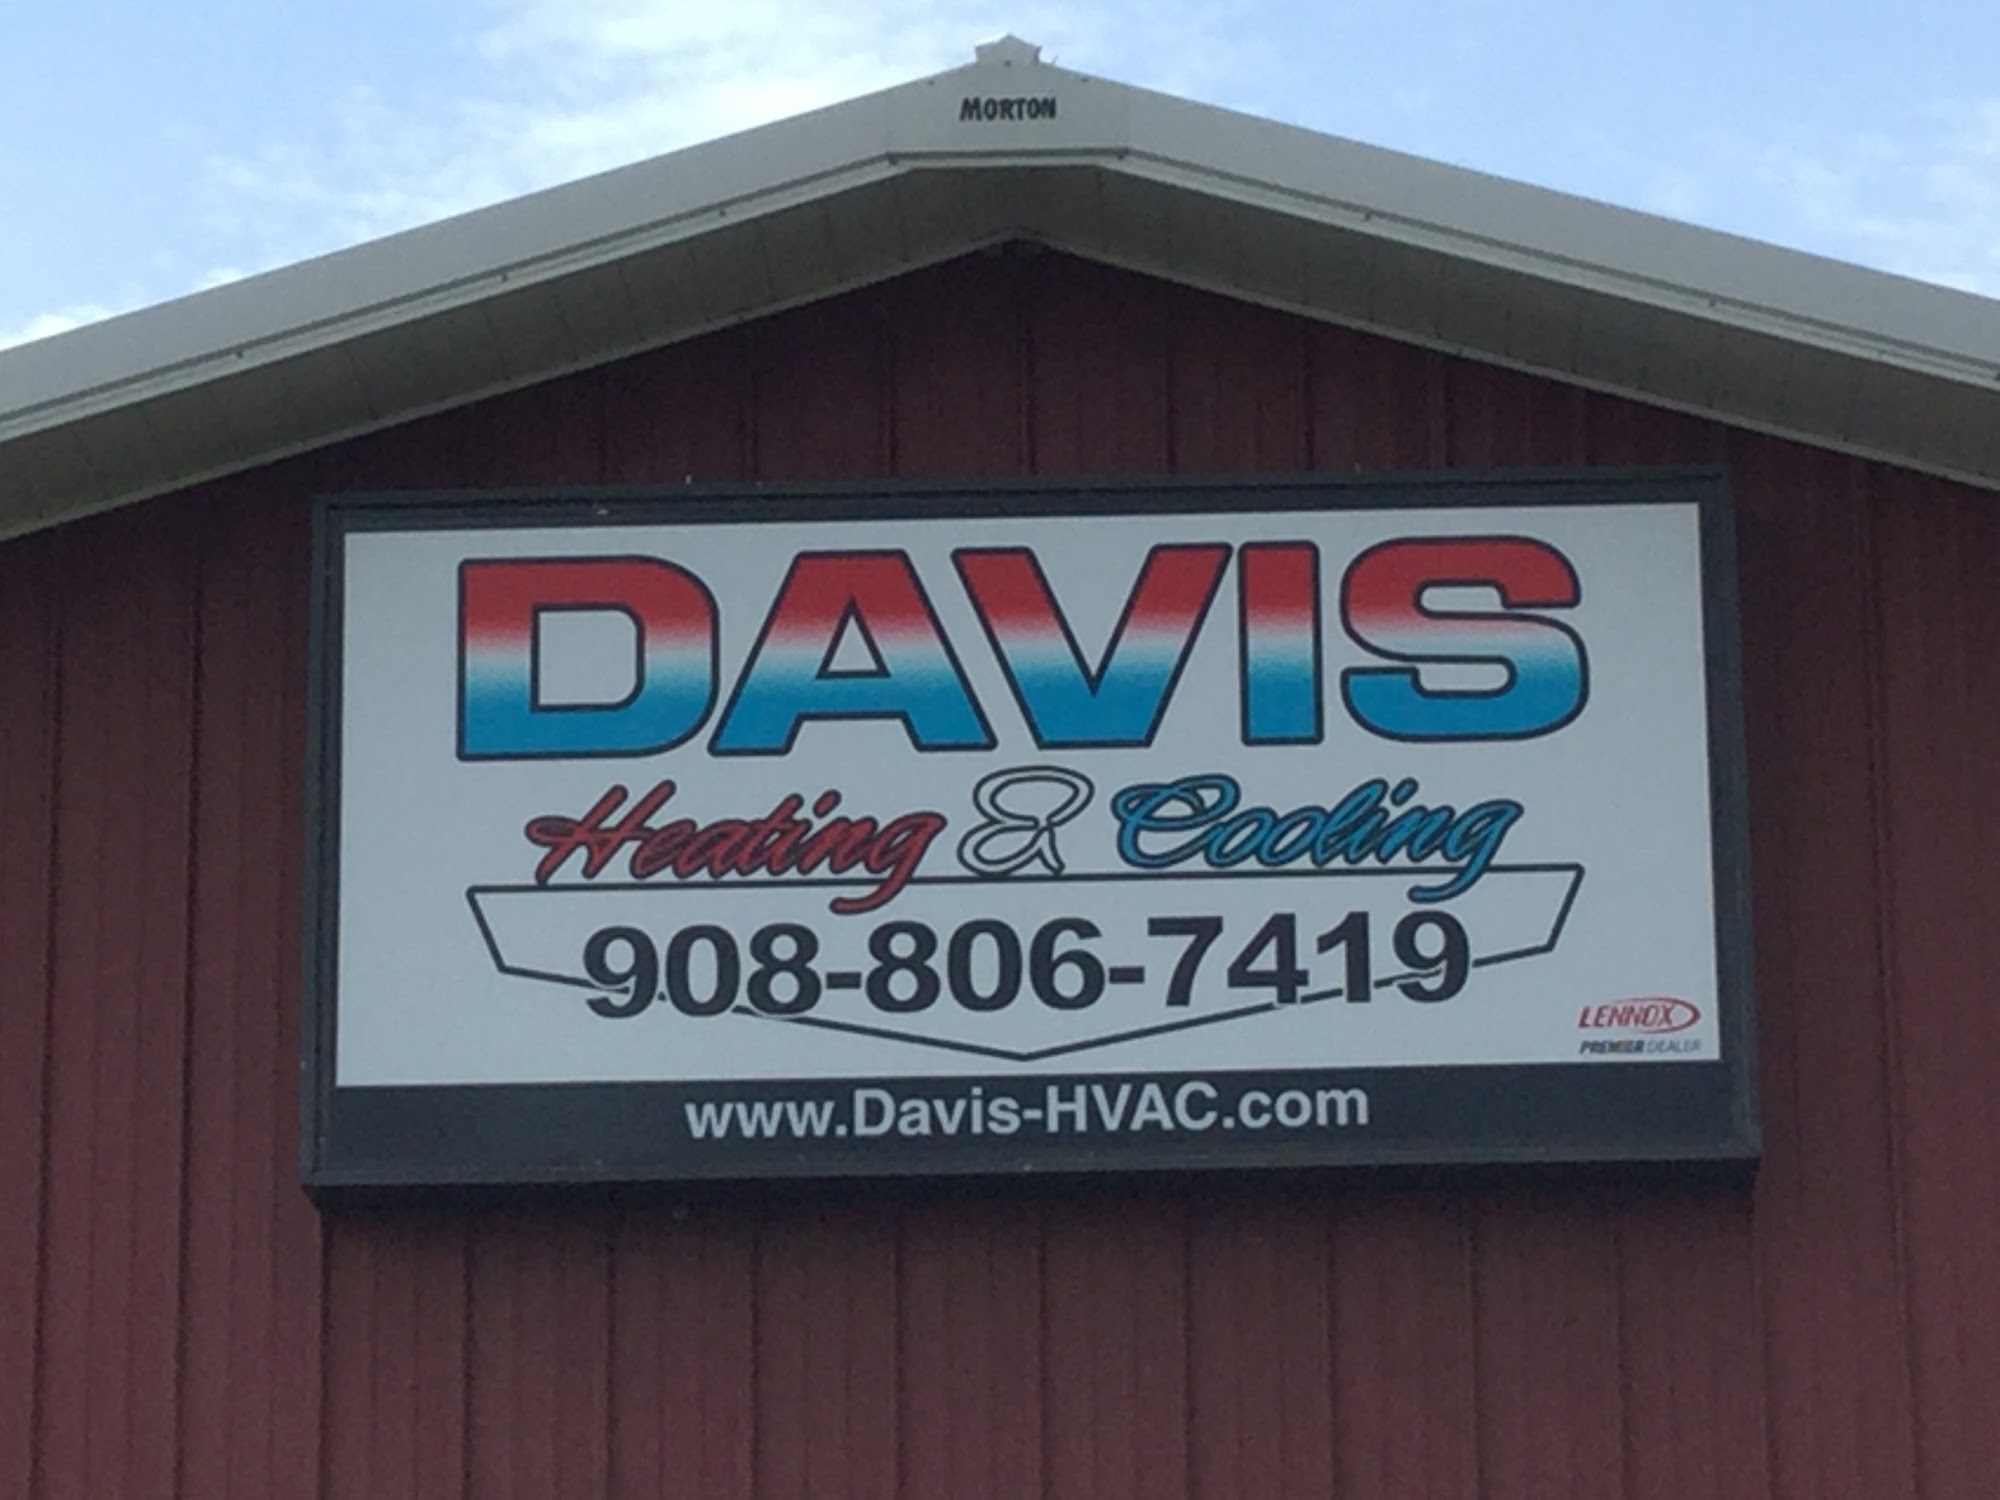 MORTON
DAVIS
Heating & Cooling
908-806-7419
LENNOX
PREMIER DEALER
www.Davis-HVAC.com